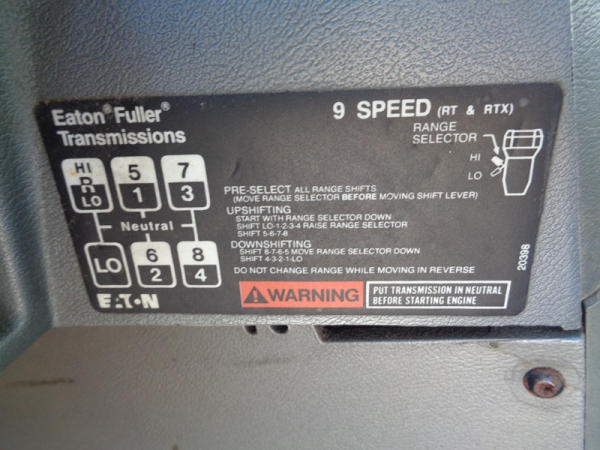 Eaton® Fuller®
Transmissions
9 SPEED (RT & RTX)
RANGE
SELECTOR
HI
LO
HI
R
LO
5
1
7
3
Neutral
LO
6
2
8
4
PRE-SELECT ALL RANGE SHIFTS
(MOVE RANGE SELECTOR BEFORE MOVING SHIFT LEVER)
UPSHIFTING
START WITH RANGE SELECTOR DOWN
SHIFT LO-1-2-3-4 RAISE RANGE SELECTOR
SHIFT 5-6-7-8
DOWNSHIFTING
SHIFT 8-7-6-5 MOVE RANGE SELECTOR DOWN
SHIFT 4-3-2-1-LO
DO NOT CHANGE RANGE WHILE MOVING IN REVERSE
20398
EATON
WARNING
PUT TRANSMISSION IN NEUTRAL
BEFORE STARTING ENGINE